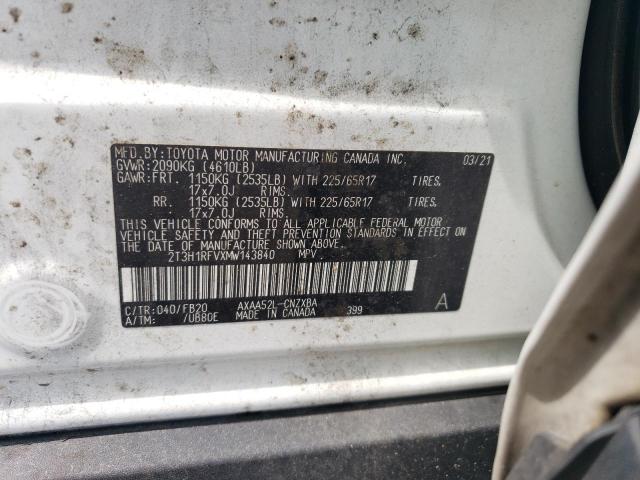 MFD.BY:TOYOTA MOTOR MANUFACTURING CANADA INC. 03/21
GVWR:2090KG (4610LB)
GAWR:FRT. 1150KG (2535LB) WITH 225/65R17 TIRES.
17x7.0J RIMS.
RR. 1150KG (2535LB) WITH 225/65R17 TIRES.
17x7.0J RIMS.
THIS VEHICLE CONFORMS TO ALL APPLICABLE FEDERAL MOTOR
VEHICLE SAFETY AND THEFT PREVENTION STANDARDS IN EFFECT ON
THE DATE OF MANUFACTURE SHOWN ABOVE.
2T3H1RFVXMW143840 MPV
C/TR:040/FB20 AXAA52L-CNZXBA A
A/TM: /UB80E MADE IN CANADA 399